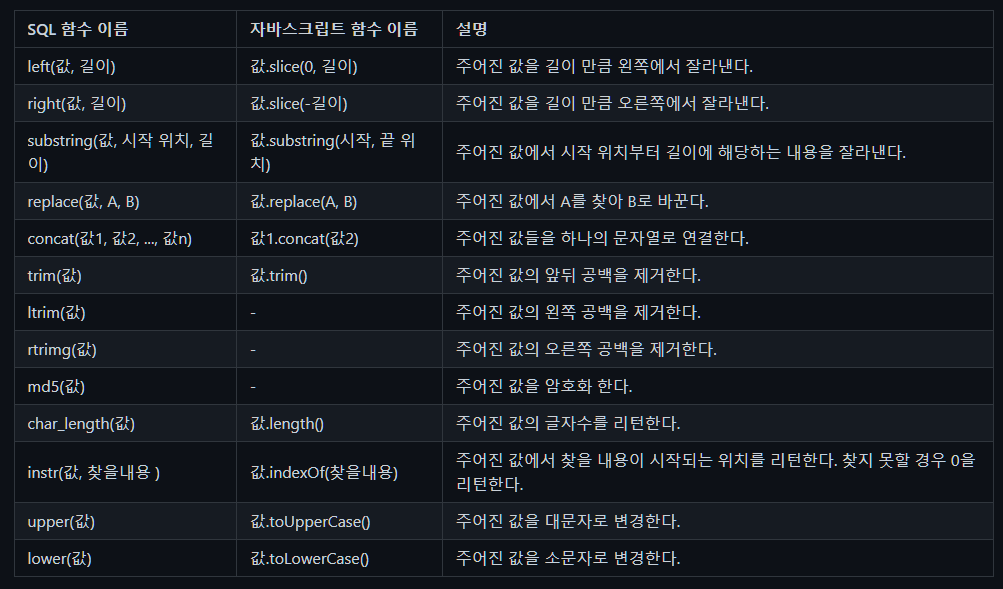 SQL 함수 이름 자바스크립트 함수 이름 설명
left(값, 길이) 값.slice(0, 길이) 주어진 값을 길이 만큼 왼쪽에서 잘라낸다.
right(값, 길이) 값.slice(-길이) 주어진 값을 길이 만큼 오른쪽에서 잘라낸다.
substring(값, 시작 위치, 길
이) 값.substring(시작, 끝 위
치) 주어진 값에서 시작 위치부터 길이에 해당하는 내용을 잘라낸다.
replace(값, A, B) 값.replace(A, B) 주어진 값에서 A를 찾아 B로 바꾼다.
concat(값1, 값2, ..., 값n) 값1.concat(값2) 주어진 값들을 하나의 문자열로 연결한다.
trim(값) 값.trim() 주어진 값의 앞뒤 공백을 제거한다.
ltrim(값) - 주어진 값의 왼쪽 공백을 제거한다.
rtrimg(값) - 주어진 값의 오른쪽 공백을 제거한다.
md5(값) - 주어진 값을 암호화 한다.
char_length(값) 값.length() 주어진 값의 글자수를 리턴한다.
instr(값, 찾을내용 ) 값.indexOf(찾을내용) 주어진 값에서 찾을 내용이 시작되는 위치를 리턴한다. 찾지 못할 경우 0을
리턴한다.
upper(값) 값.toUpperCase() 주어진 값을 대문자로 변경한다.
lower(값) 값.toLowerCase() 주어진 값을 소문자로 변경한다.